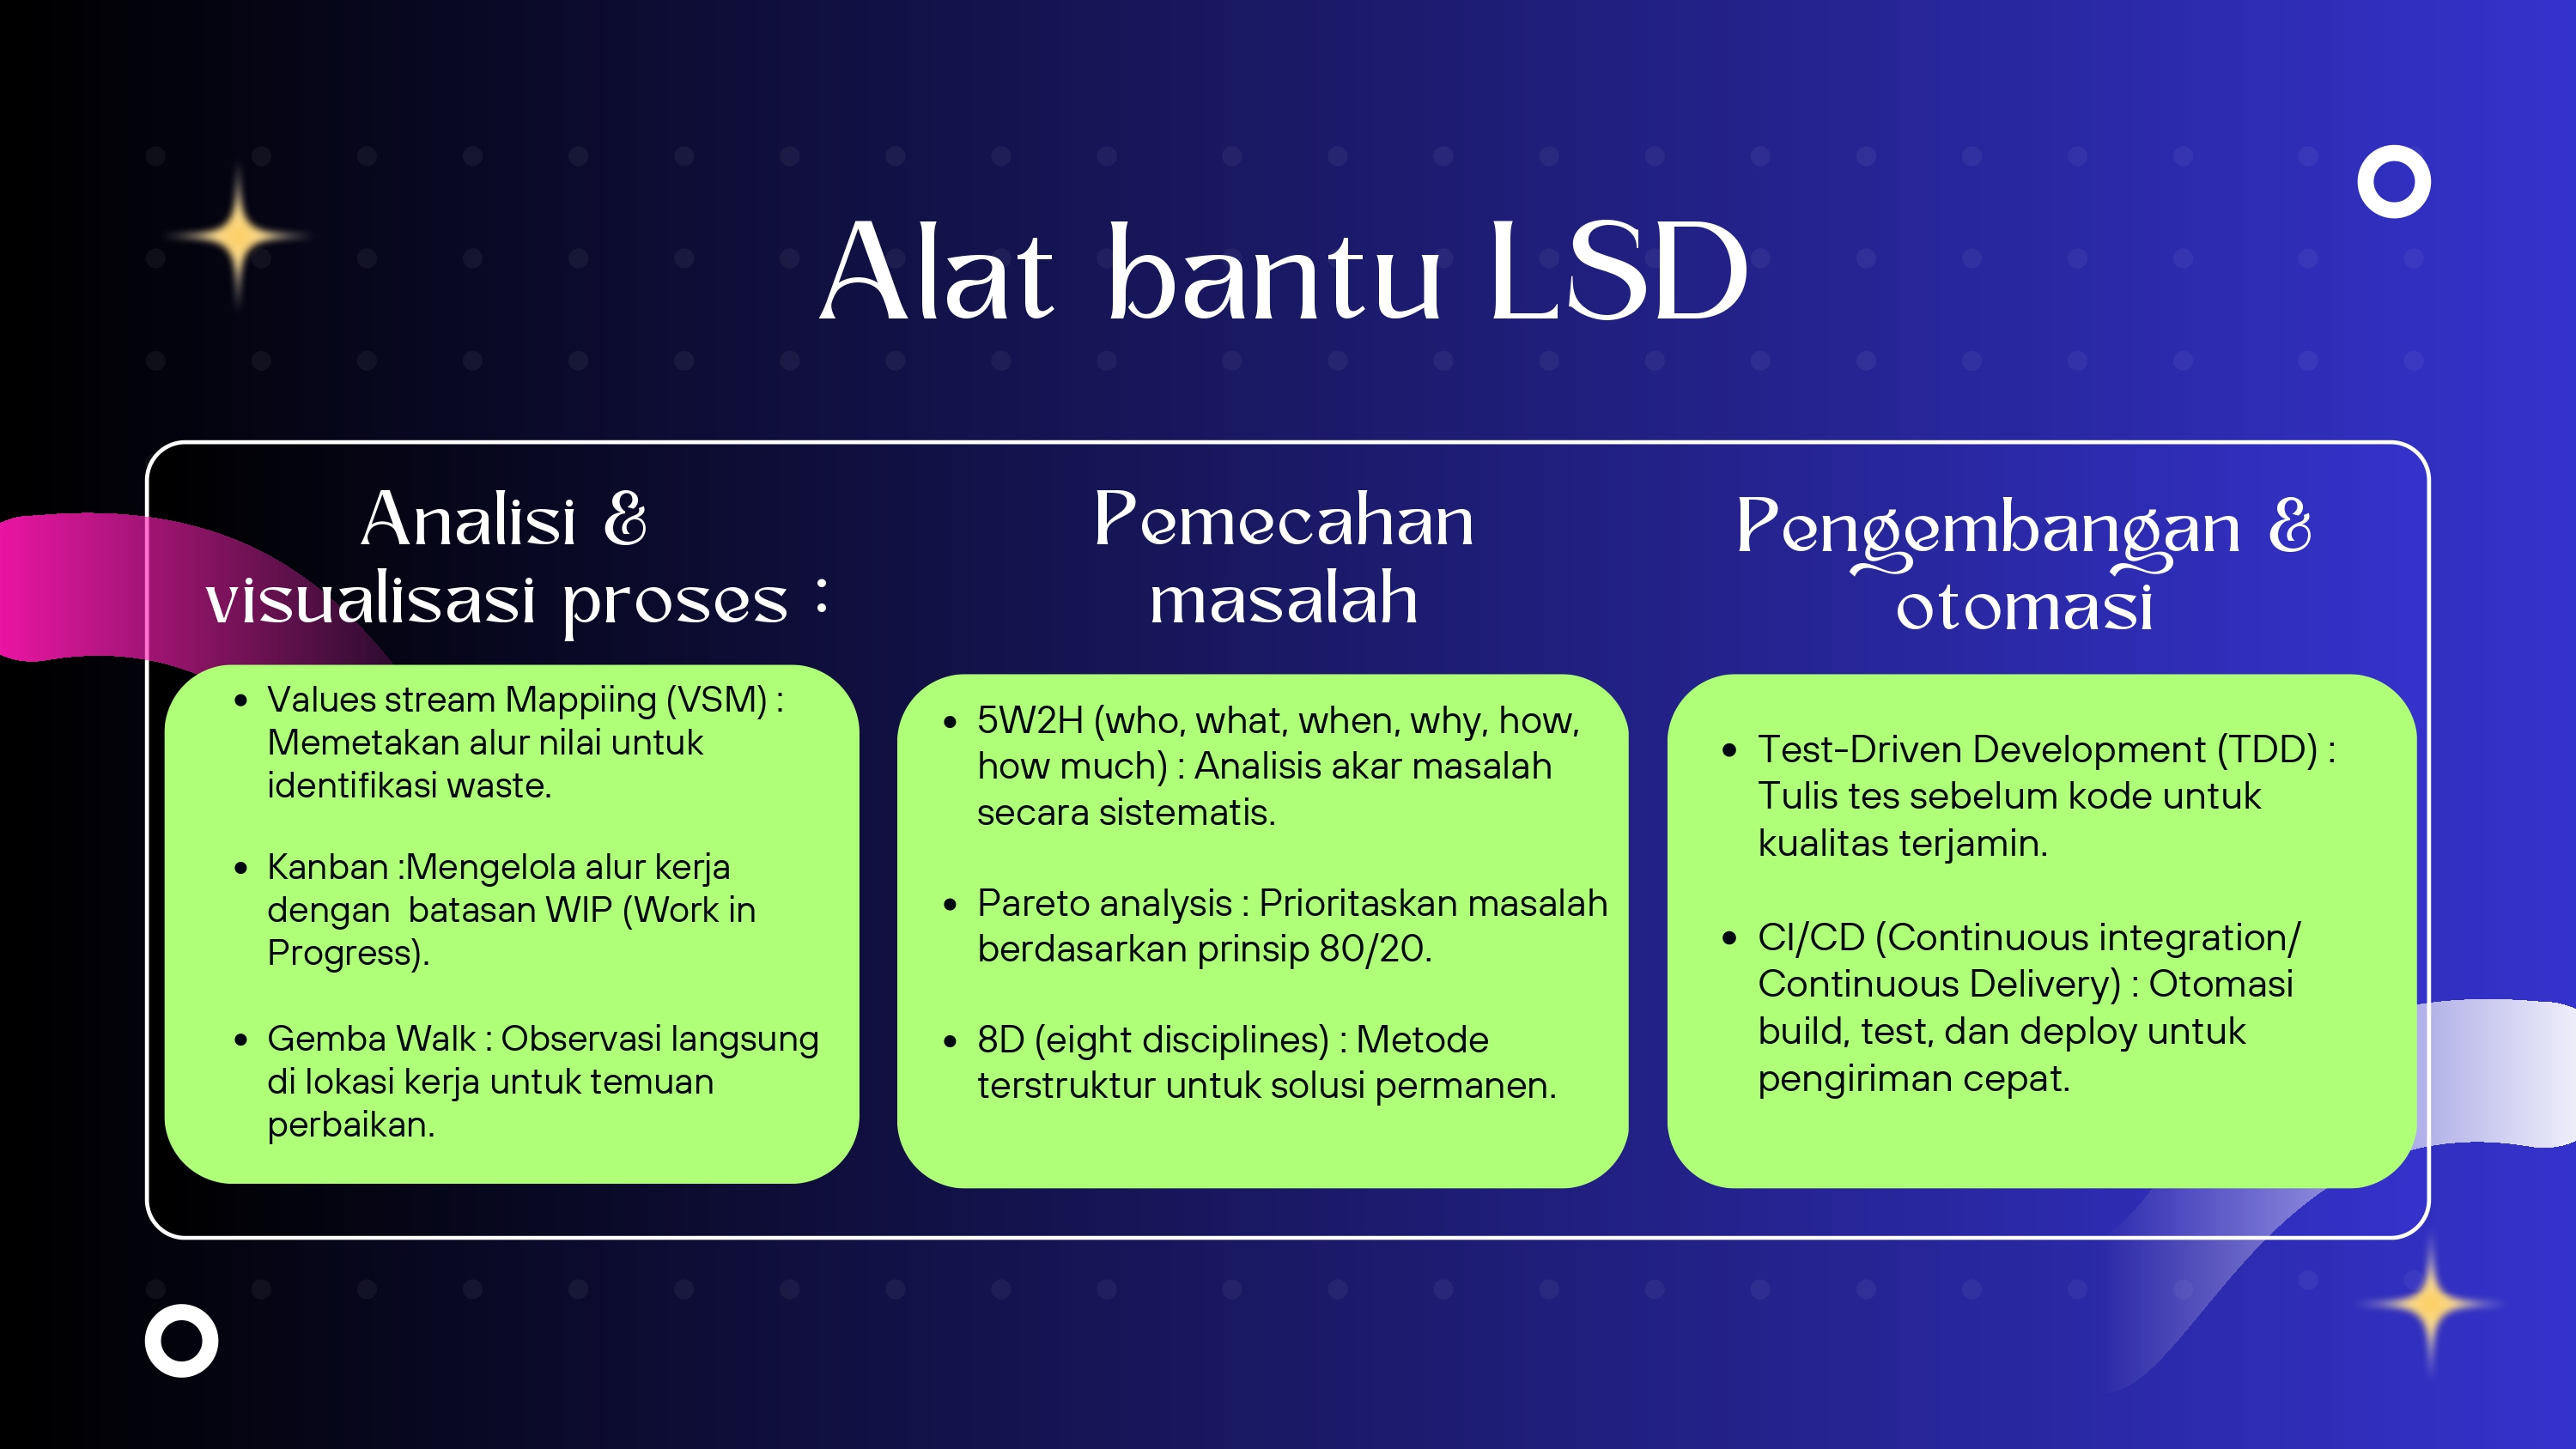 Alat bantu LSD
Analisi &
visualisasi proses :
• Values stream Mappiing (VSM) :
Memetakan alur nilai untuk
identifikasi waste.
• Kanban :Mengelola alur kerja
dengan  batasan WIP (Work in
Progress).
• Gemba Walk : Observasi langsung
di lokasi kerja untuk temuan
perbaikan.
Pemecahan
masalah
• 5W2H (who, what, when, why, how,
how much) : Analisis akar masalah
secara sistematis.
• Pareto analysis : Prioritaskan masalah
berdasarkan prinsip 80/20.
• 8D (eight disciplines) : Metode
terstruktur untuk solusi permanen.
Pengembangan &
otomasi
• Test-Driven Development (TDD) :
Tulis tes sebelum kode untuk
kualitas terjamin.
• CI/CD (Continuous integration/
Continuous Delivery) : Otomasi
build, test, dan deploy untuk
pengiriman cepat.